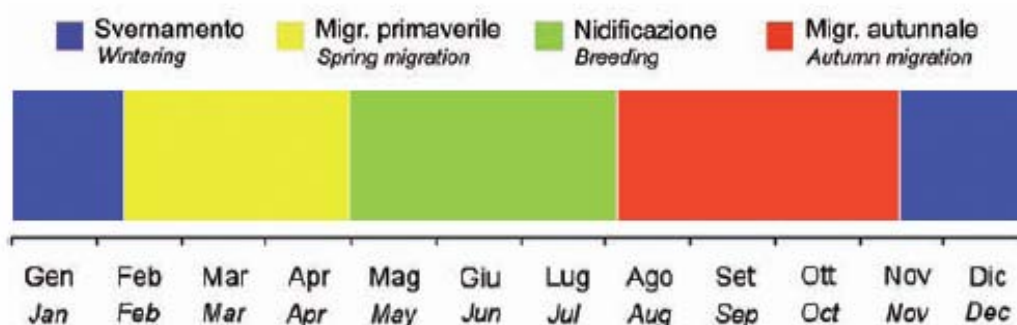 Svernamento Migr. primaverile Nidificazione Migr. autunnale
Wintering Spring migration Breeding Autumn migration
Gen Feb Mar Apr Mag Giu Lug Ago Set Ott Nov Dic
Jan Feb Mar Apr May Jun Jul Aug Sep Oct Nov Dec